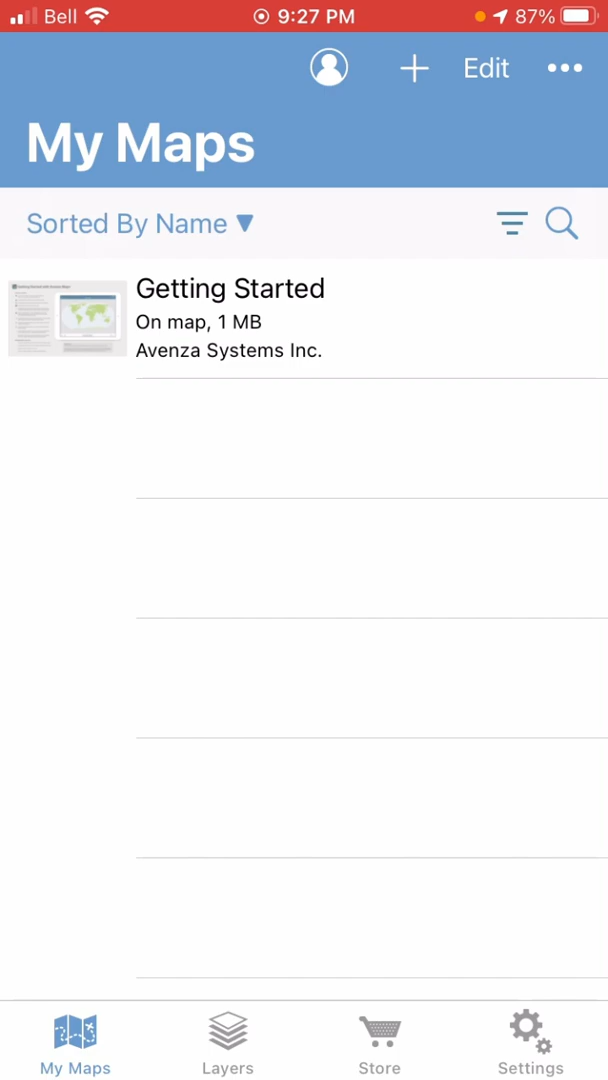 Bell 9:27 PM 87%
Edit
My Maps
Sorted By Name ▼
Getting Started
On map, 1 MB
Avenza Systems Inc.
My Maps Layers Store Settings